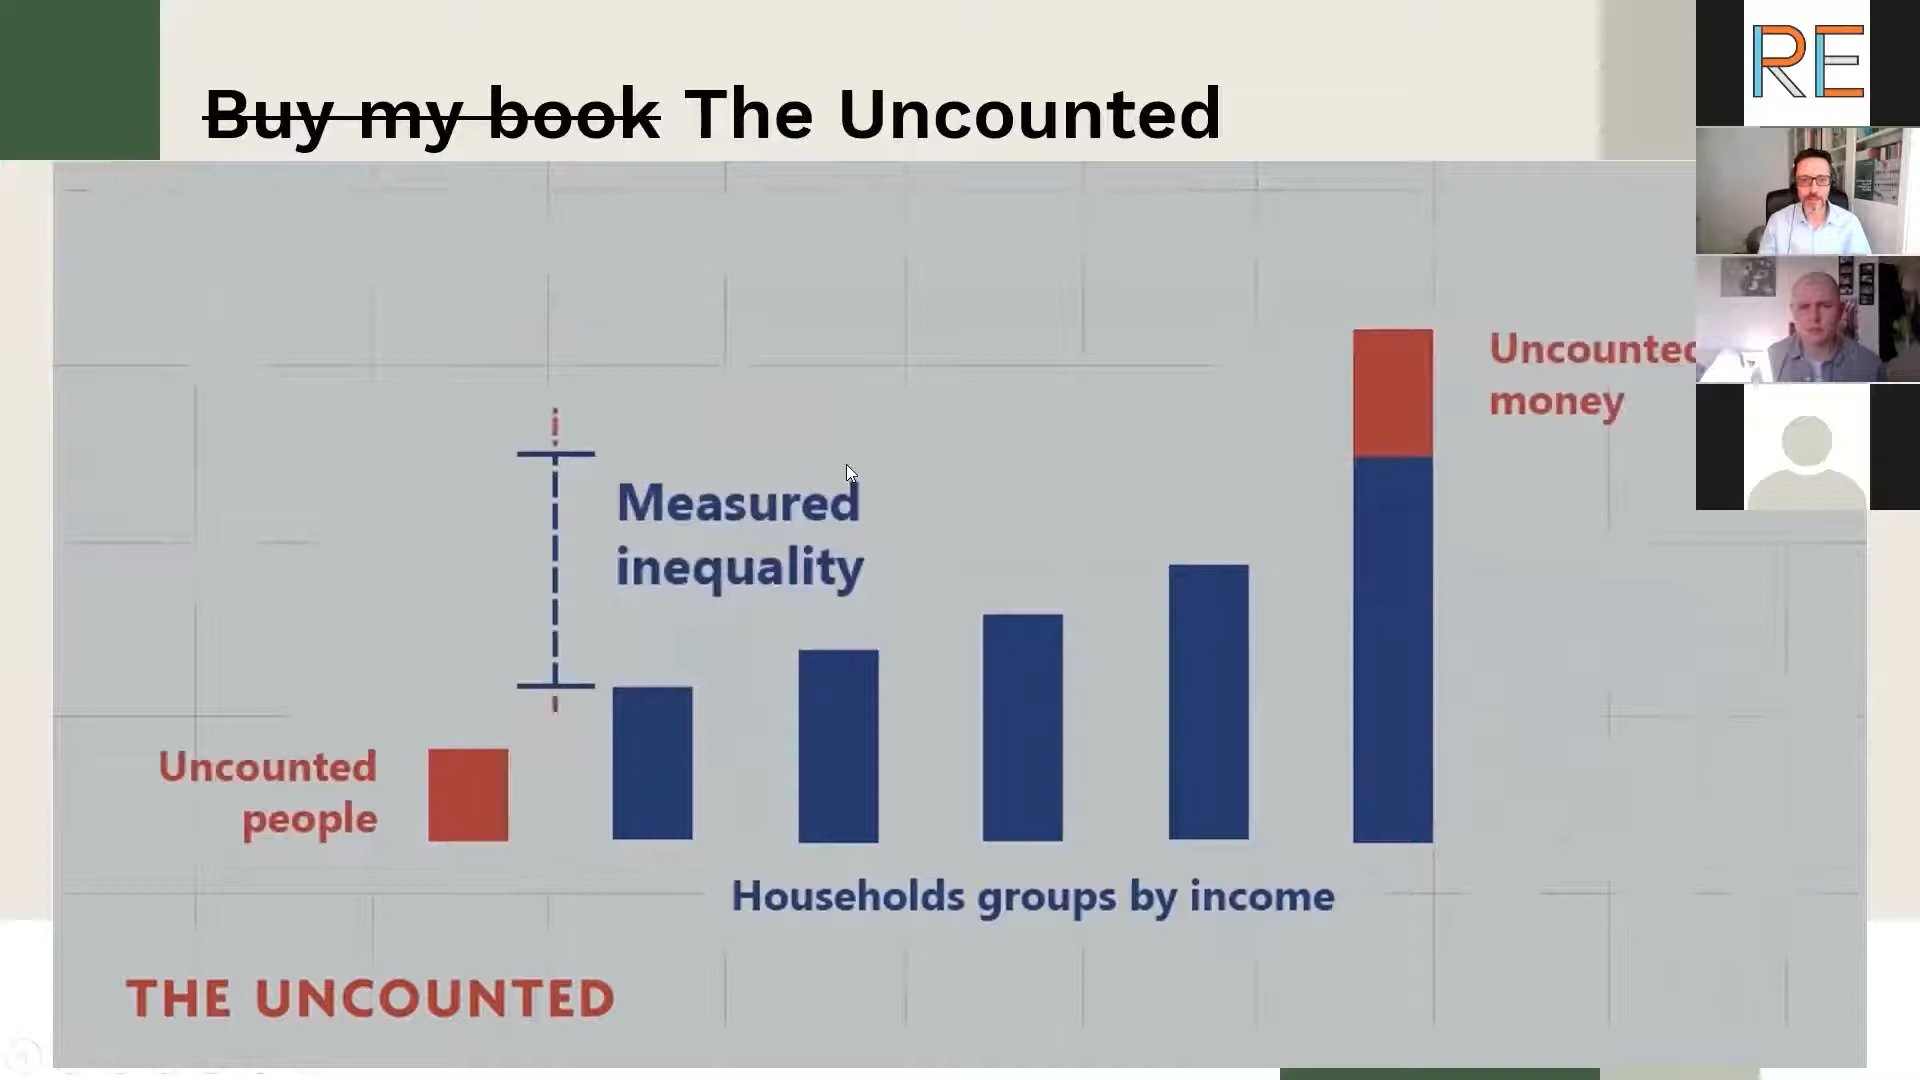 Buy my book The Uncounted
RE
Uncounted
money
Measured
inequality
Uncounted
people
Households groups by income
THE UNCOUNTED